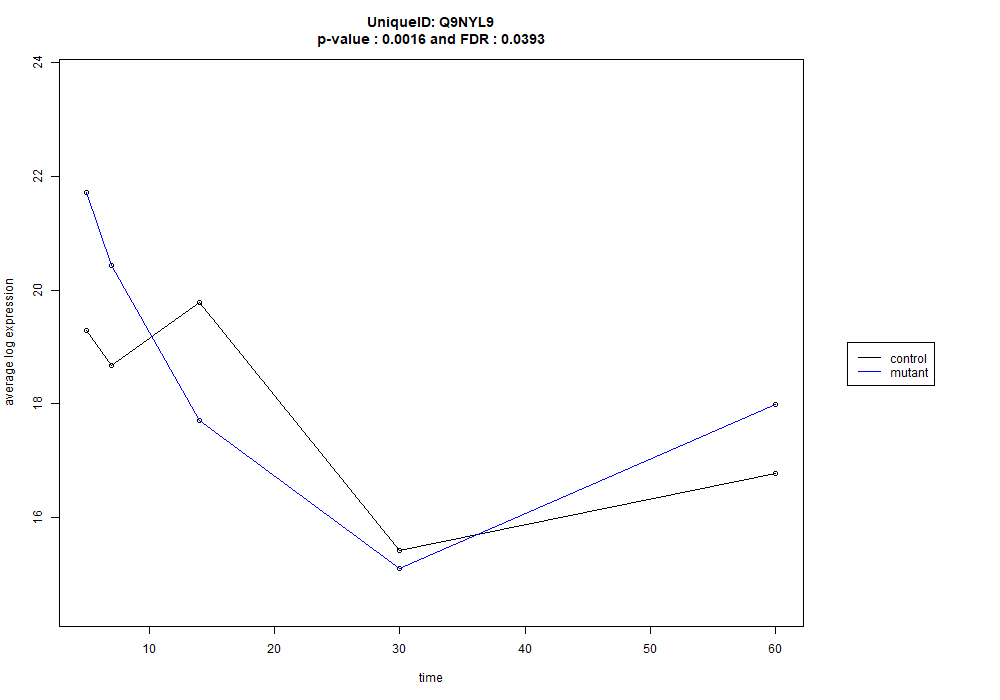 UniqueID: Q9NYL9
p-value : 0.0016 and FDR : 0.0393
24
22
20
18
16
average log expression
10 20 30 40 50 60
time
control
mutant